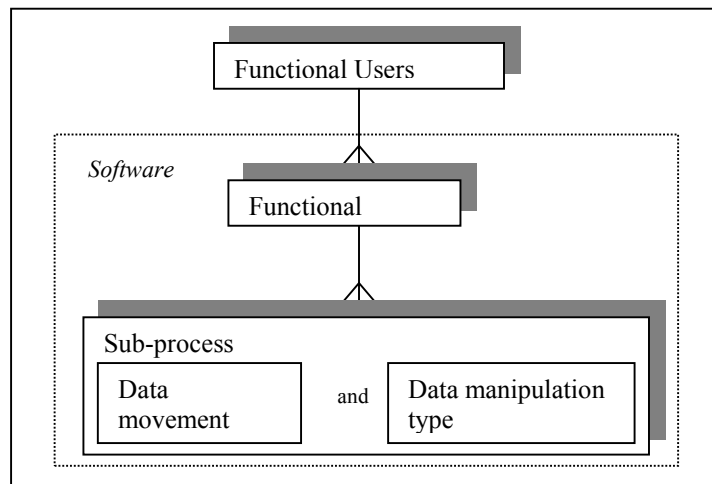 Functional Users
Software
Functional
Sub-process
Data
movement
and
Data manipulation
type